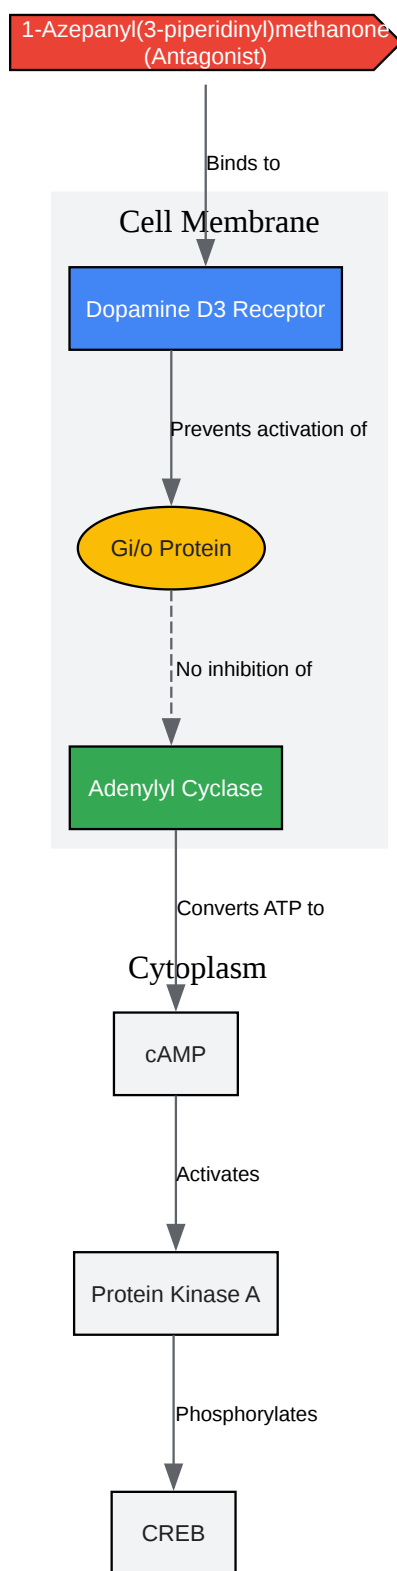 1-Azepanyl(3-piperidinyl)methanone
(Antagonist)
Binds to
Cell Membrane
Dopamine D3 Receptor
Prevents activation of
Gi/o Protein
No inhibition of
Adenylyl Cyclase
Converts ATP to
Cytoplasm
cAMP
Activates
Protein Kinase A
Phosphorylates
CREB